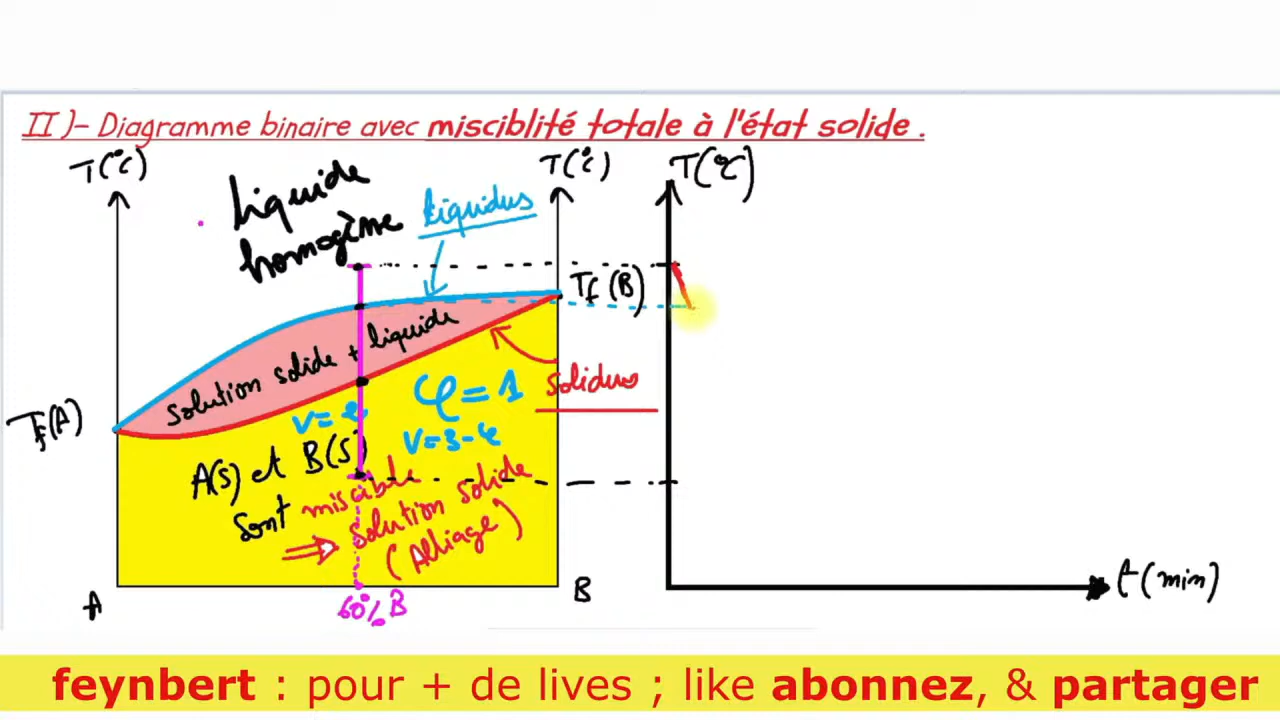 II)- Diagramme binaire avec misciblité totale à l'état solide .
T(°C)
T(°C)
T(°C)
Liquide
homogène
Liquidus
Tf (B)
Solution solide + liquide
φ = 1
solidus
Tf(A)
V = 2
V = 3 - φ
A(s) et B(s)
sont miscible
⇒ solution solide
(Alliage)
A
B
60% B
t (min)
feynbert : pour + de lives ; like abonnez, & partager